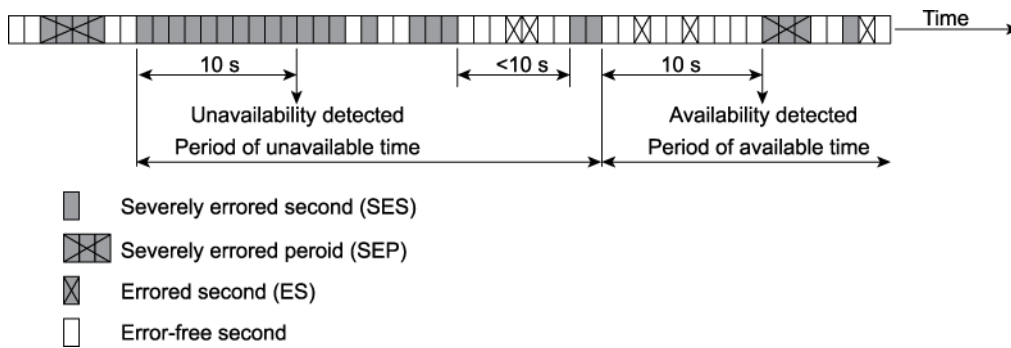 Time
10 s
<10 s
10 s
Unavailability detected
Availability detected
Period of unavailable time
Period of available time
Severely errored second (SES)
Severely errored peroid (SEP)
Errored second (ES)
Error-free second